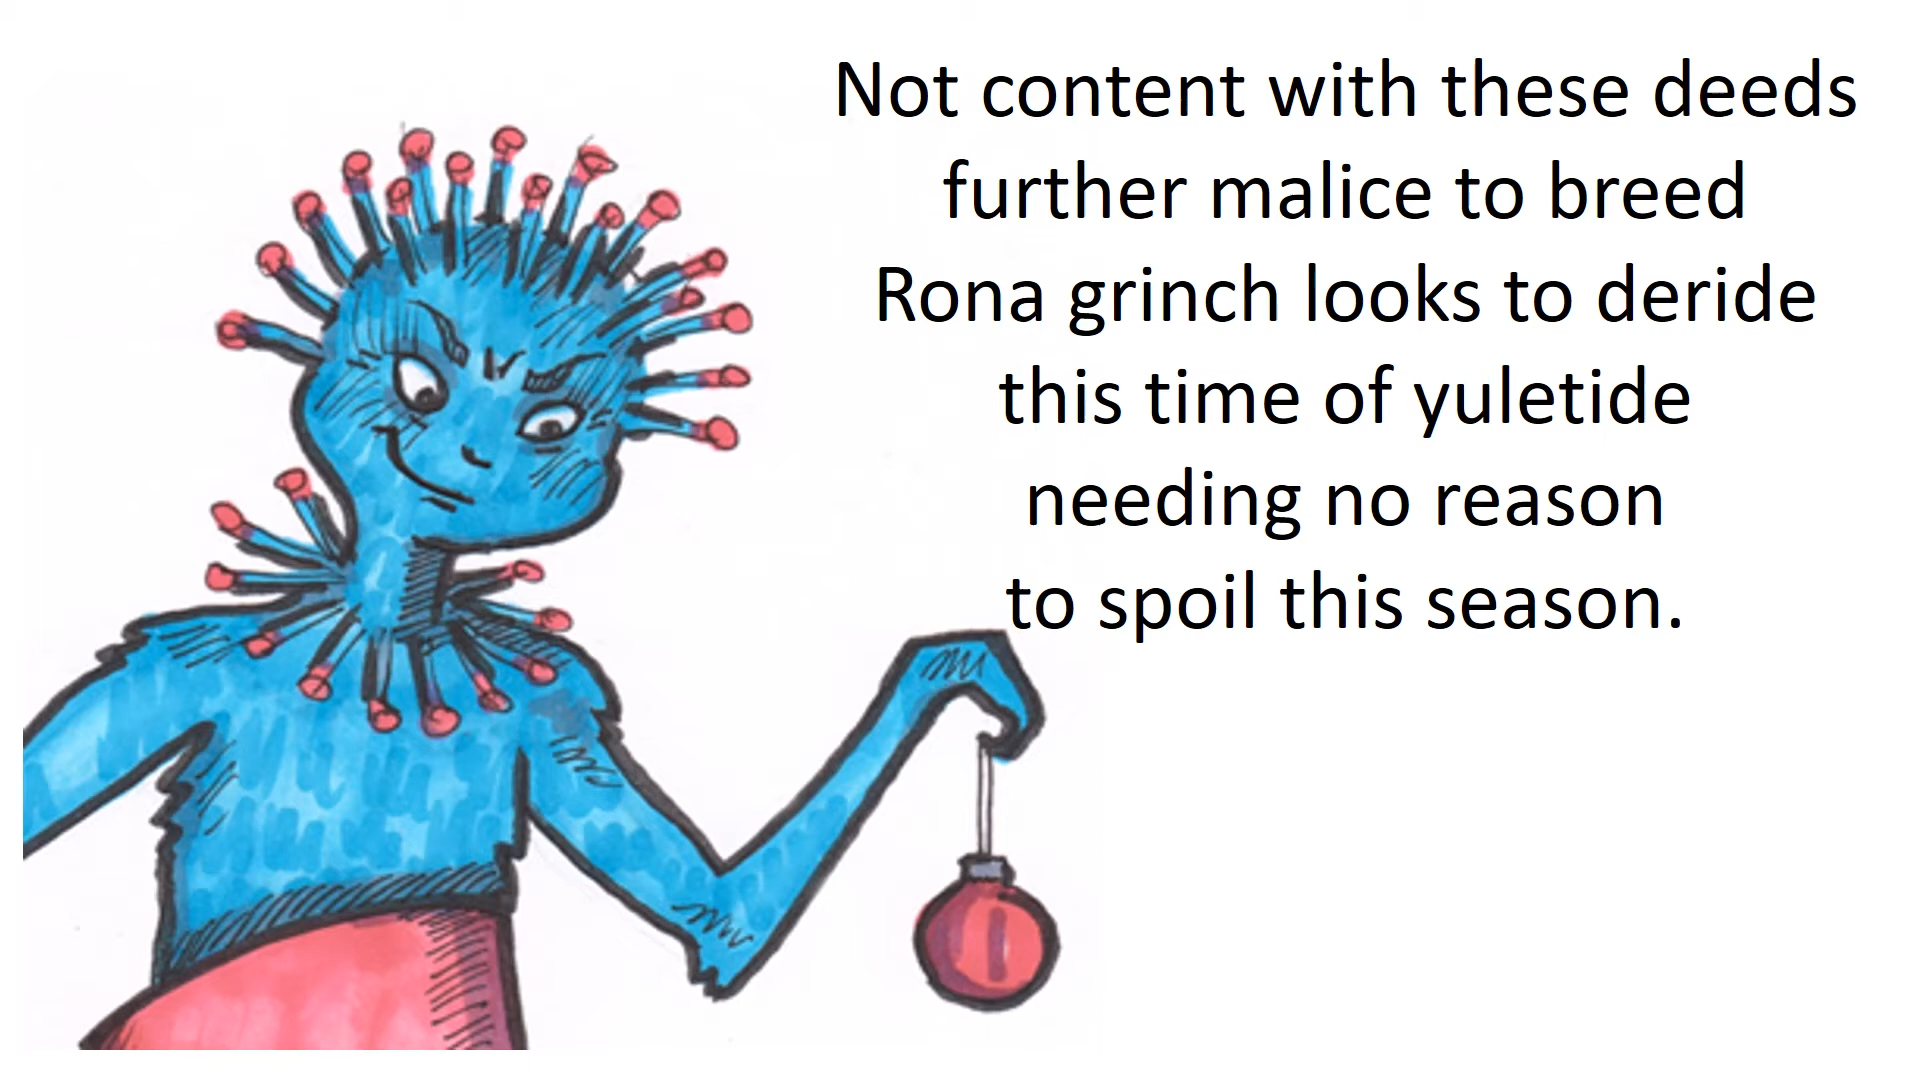 Not content with these deeds
further malice to breed
Rona grinch looks to deride
this time of yuletide
needing no reason
to spoil this season.